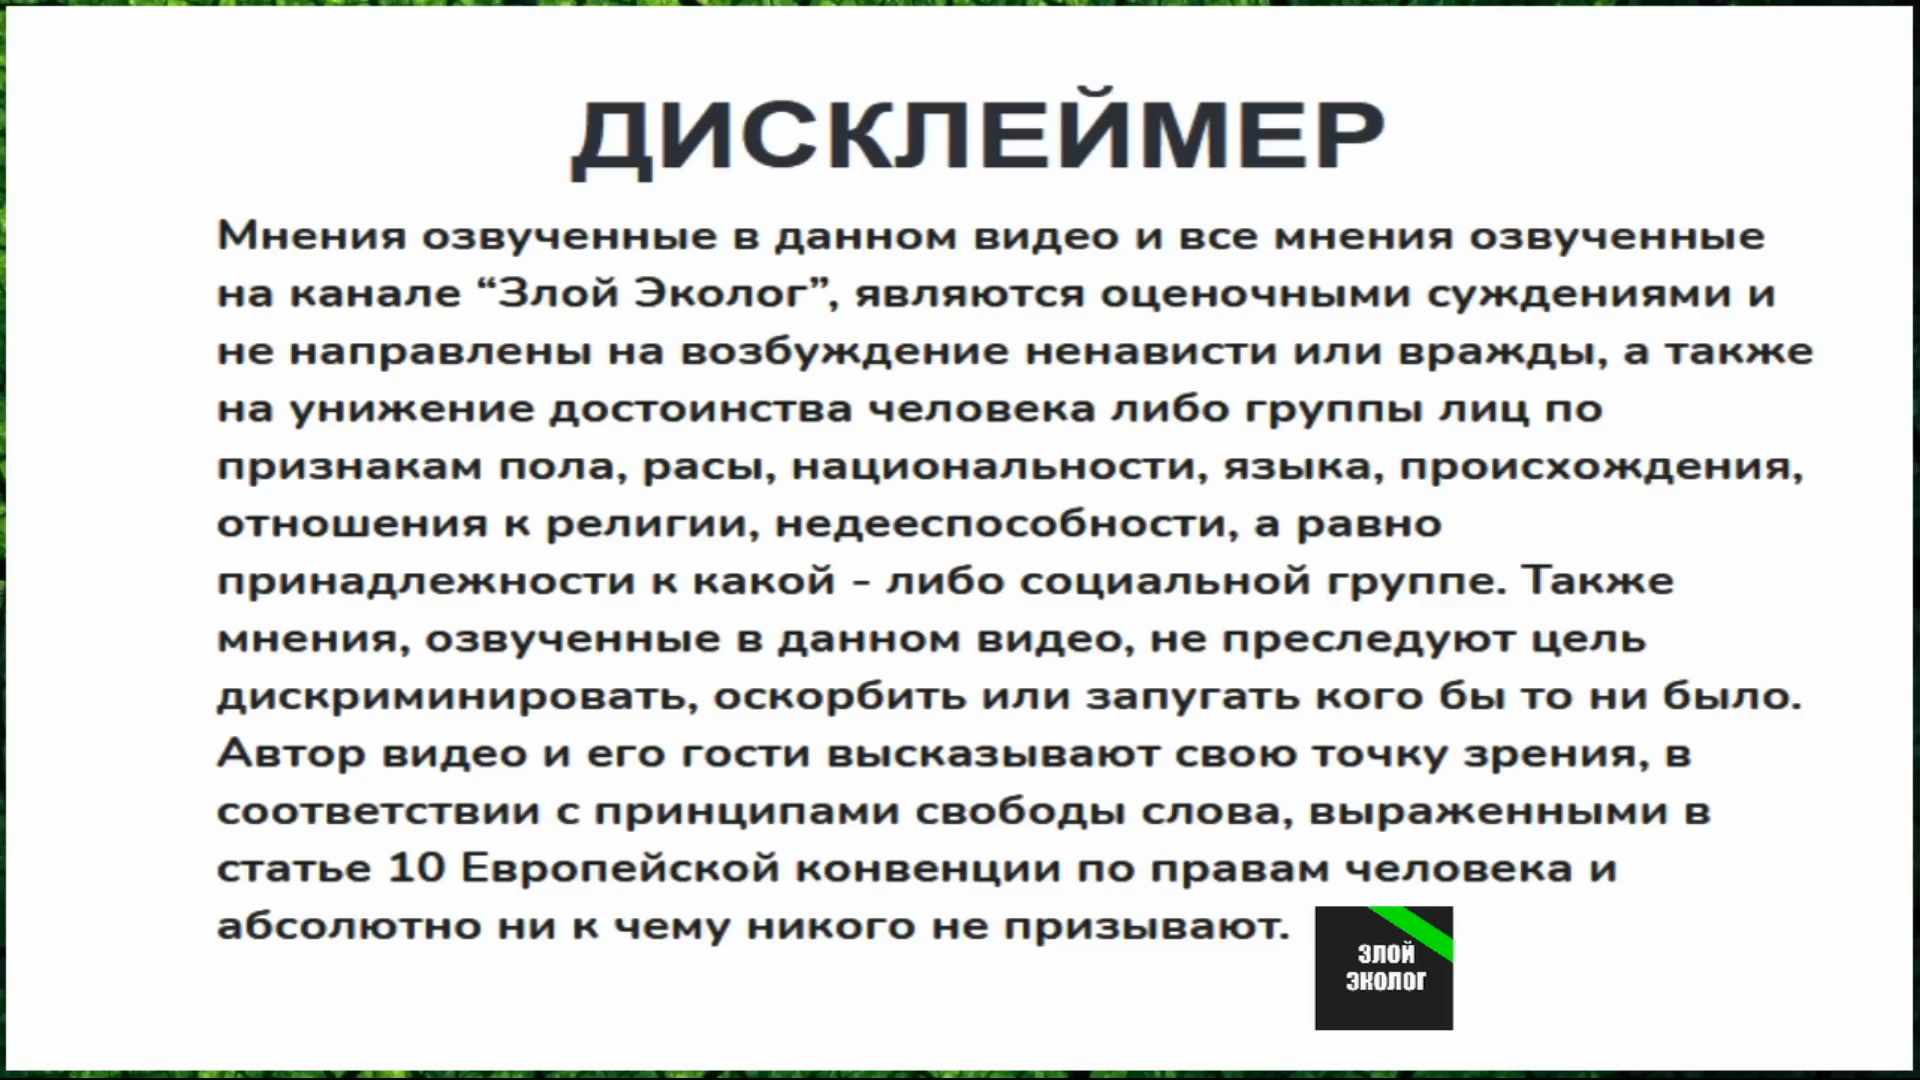 ДИСКЛЕЙМЕР
Мнения озвученные в данном видео и все мнения озвученные
на канале “Злой Эколог”, являются оценочными суждениями и
не направлены на возбуждение ненависти или вражды, а также
на унижение достоинства человека либо группы лиц по
признакам пола, расы, национальности, языка, происхождения,
отношения к религии, недееспособности, а равно
принадлежности к какой - либо социальной группе. Также
мнения, озвученные в данном видео, не преследуют цель
дискриминировать, оскорбить или запугать кого бы то ни было.
Автор видео и его гости высказывают свою точку зрения, в
соответствии с принципами свободы слова, выраженными в
статье 10 Европейской конвенции по правам человека и
абсолютно ни к чему никого не призывают.
ЗЛОЙ
ЭКОЛОГ